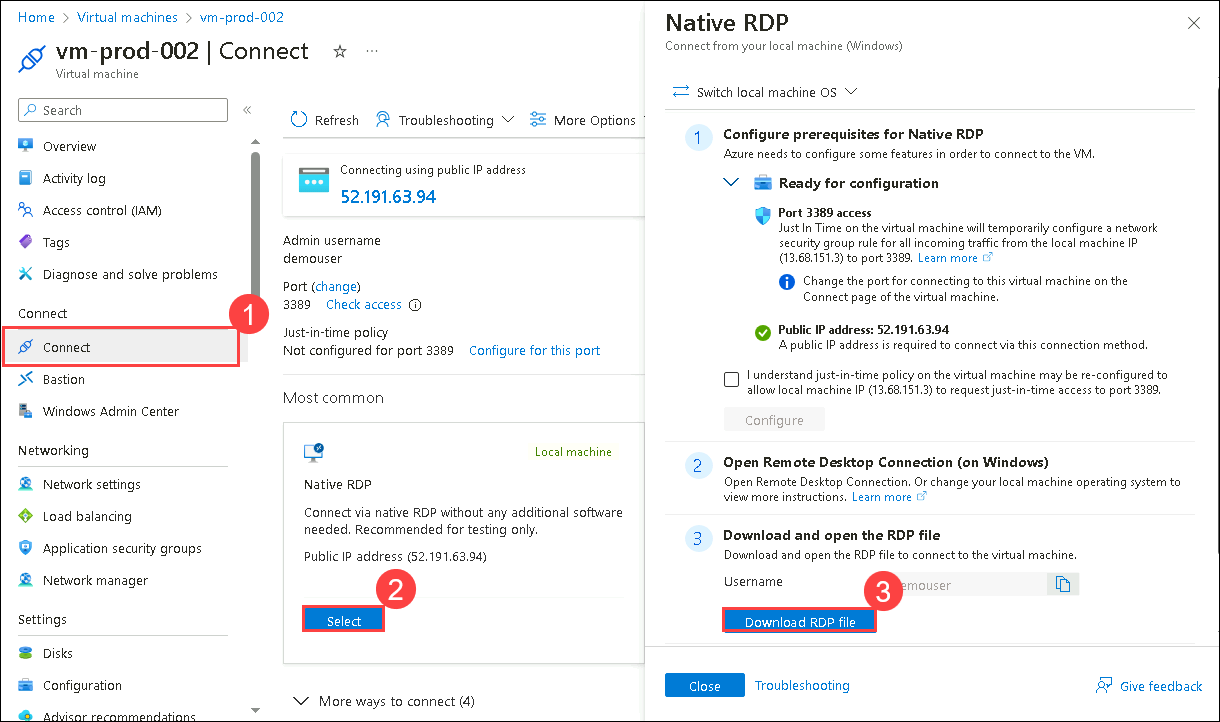 Home > Virtual machines > vm-prod-002
vm-prod-002 | Connect
Virtual machine
Search
Overview
Activity log
Access control (IAM)
Tags
Diagnose and solve problems
Connect
1
Connect
Bastion
Windows Admin Center
Networking
Network settings
Load balancing
Application security groups
Network manager
Settings
Disks
Configuration
Advisor recommendations
Refresh Troubleshooting More Options
Connecting using public IP address
52.191.63.94
Admin username
demouser
Port (change)
3389 Check access
Just-in-time policy
Not configured for port 3389 Configure for this port
Most common
Local machine
Native RDP
Connect via native RDP without any additional software
needed. Recommended for testing only.
Public IP address (52.191.63.94)
2
Select
More ways to connect (4)
Native RDP
Connect from your local machine (Windows)
Switch local machine OS
1 Configure prerequisites for Native RDP
Azure needs to configure some features in order to connect to the VM.
Ready for configuration
Port 3389 access
Just In Time on the virtual machine will temporarily configure a network
security group rule for all incoming traffic from the local machine IP
(13.68.151.3) to port 3389. Learn more
Change the port for connecting to this virtual machine on the
Connect page of the virtual machine.
Public IP address: 52.191.63.94
A public IP address is required to connect via this connection method.
I understand just-in-time policy on the virtual machine may be re-configured to
allow local machine IP (13.68.151.3) to request just-in-time access to port 3389.
Configure
2 Open Remote Desktop Connection (on Windows)
Open Remote Desktop Connection. Or change your local machine operating system to
view more instructions. Learn more
3 Download and open the RDP file
Download and open the RDP file to connect to the virtual machine.
Username emouser
3
Download RDP file
Close Troubleshooting Give feedback